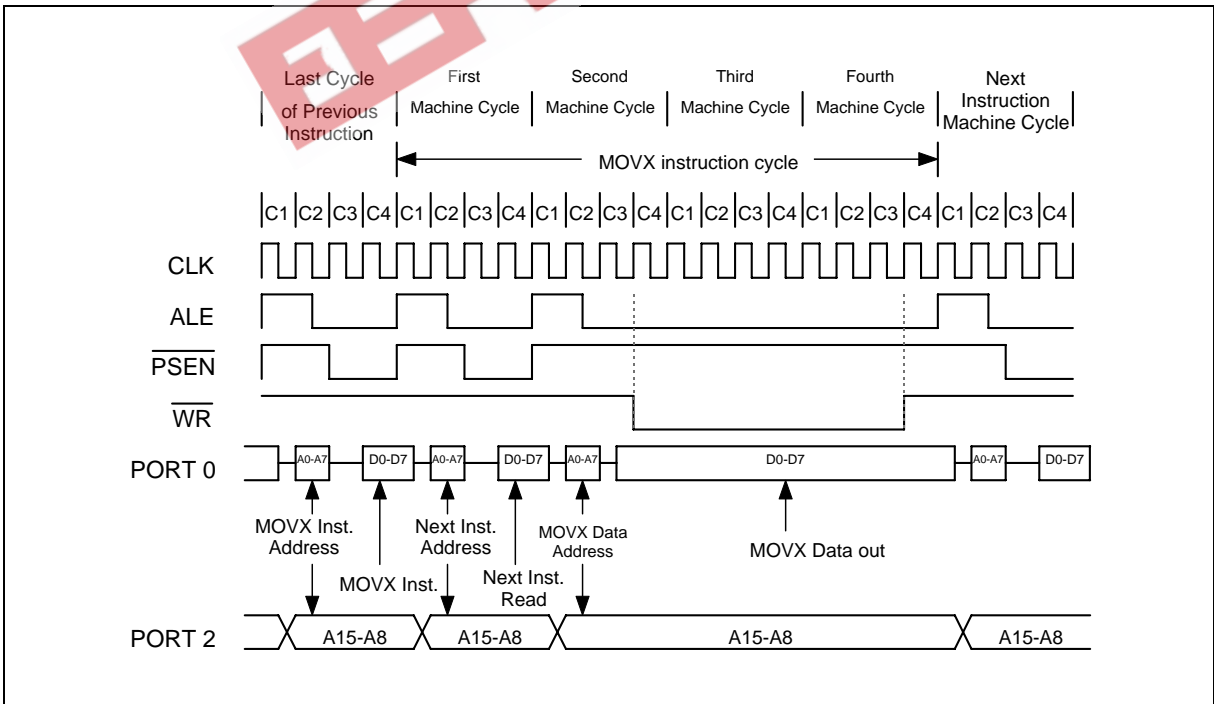 Last Cycle
of Previous
Instruction
First
Machine Cycle
Second
Machine Cycle
Third
Machine Cycle
Fourth
Machine Cycle
Next
Instruction
Machine Cycle
MOVX instruction cycle
C1 C2 C3 C4 C1 C2 C3 C4 C1 C2 C3 C4 C1 C2 C3 C4 C1 C2 C3 C4 C1 C2 C3 C4
CLK
ALE
PSEN
WR
PORT 0
A0-A7 D0-D7 A0-A7 D0-D7 A0-A7 D0-D7 A0-A7 D0-D7
MOVX Inst.
Address
MOVX Inst.
Next Inst.
Address
Next Inst.
Read
MOVX Data
Address
MOVX Data out
PORT 2
A15-A8 A15-A8 A15-A8 A15-A8